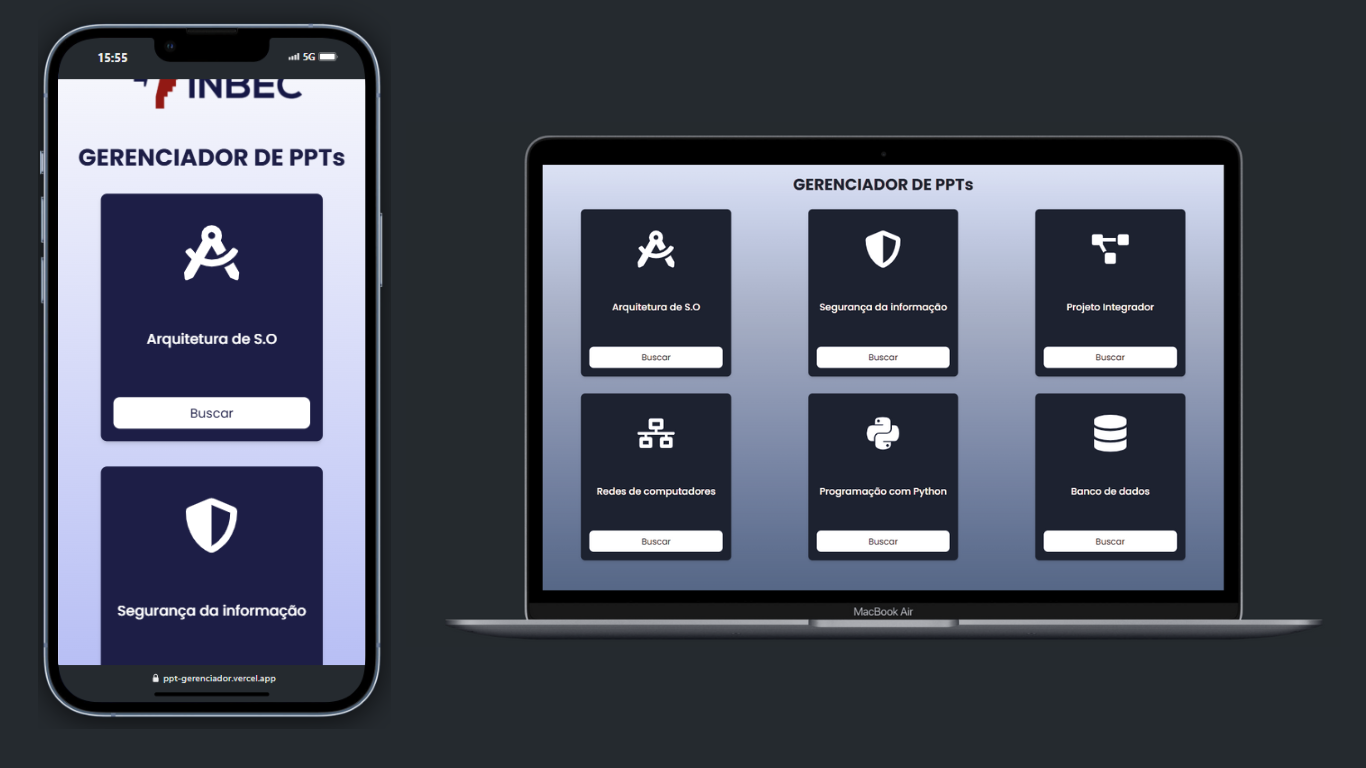 15:55
5G
INBEC
GERENCIADOR DE PPTs
Arquitetura de S.O
Buscar
Segurança da informação
ppt-gerenciador.vercel.app
GERENCIADOR DE PPTs
Arquitetura de S.O
Segurança da informação
Projeto Integrador
Buscar
Buscar
Buscar
Redes de computadores
Programação com Python
Banco de dados
Buscar
Buscar
Buscar
MacBook Air